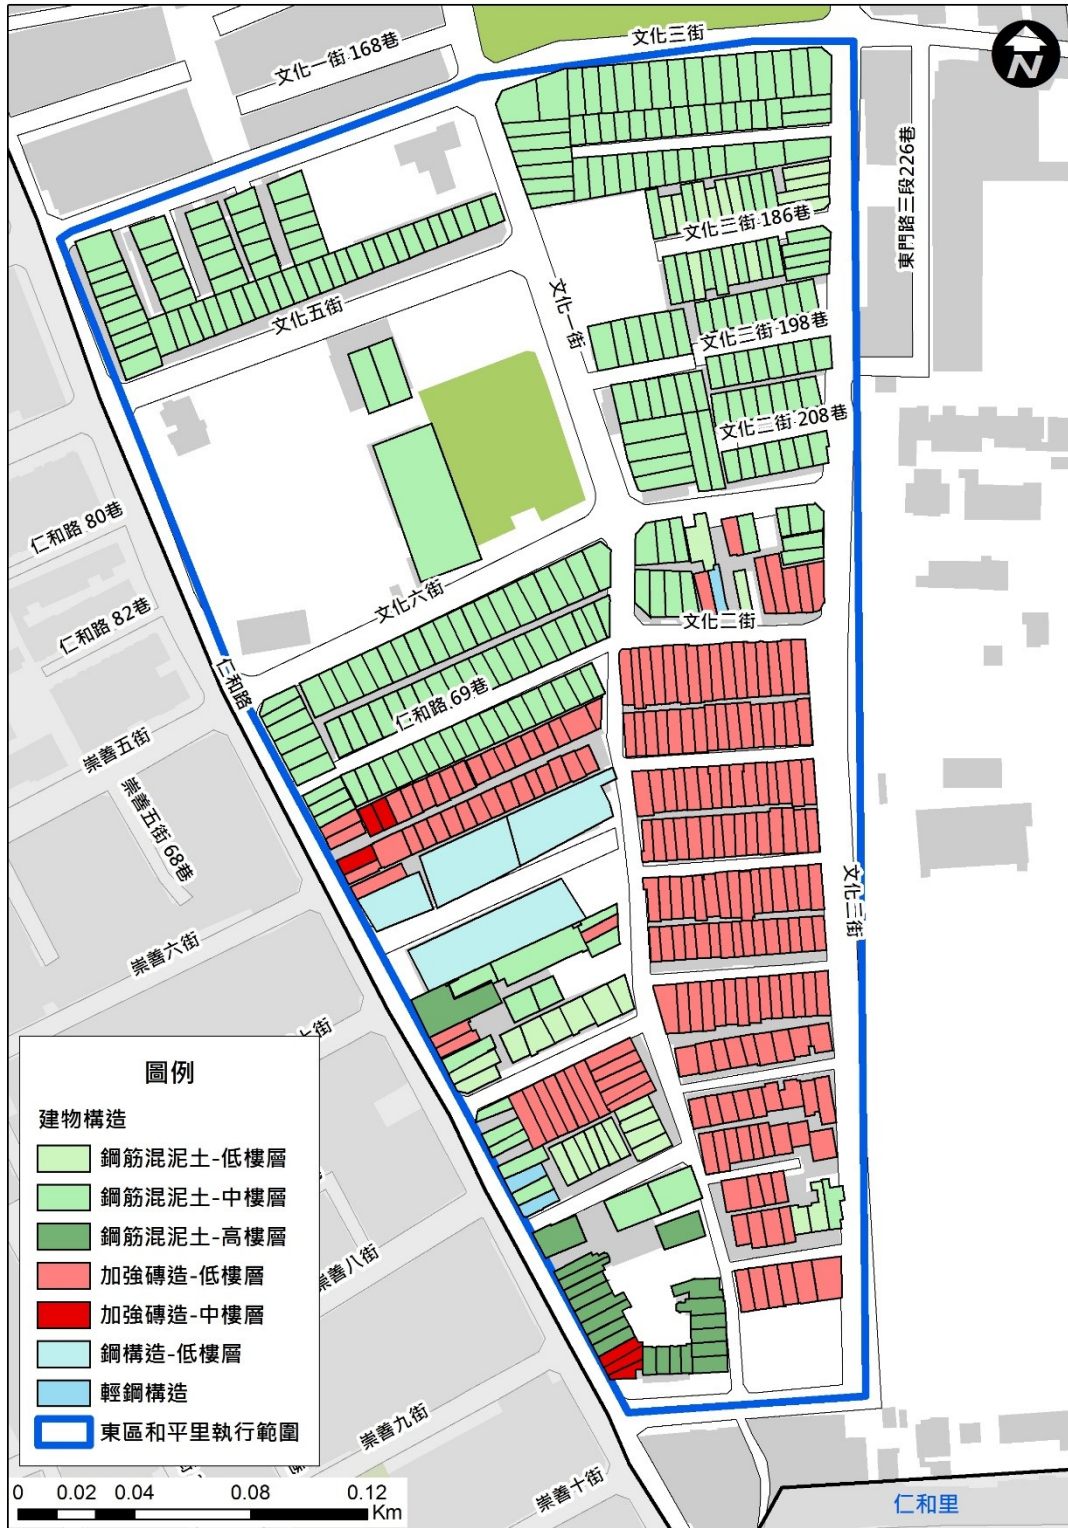 文化三街
文化一街 168巷
N
東門路三段226巷
文化三街 186巷
文化一街
文化五街
文化三街 198巷
文化三街 208巷
仁和路 80巷
文化六街
仁和路 82巷
文化二街
仁和路
仁和路 69巷
崇善五街
崇善五街 68巷
文化三街
崇善六街
圖例
建物構造
鋼筋混泥土-低樓層
鋼筋混泥土-中樓層
鋼筋混泥土-高樓層
加強磚造-低樓層
崇善八街
加強磚造-中樓層
鋼構造-低樓層
輕鋼構造
東區和平里執行範圍
崇善九街
崇善十街
0 0.02 0.04 0.08 0.12
Km
仁和里